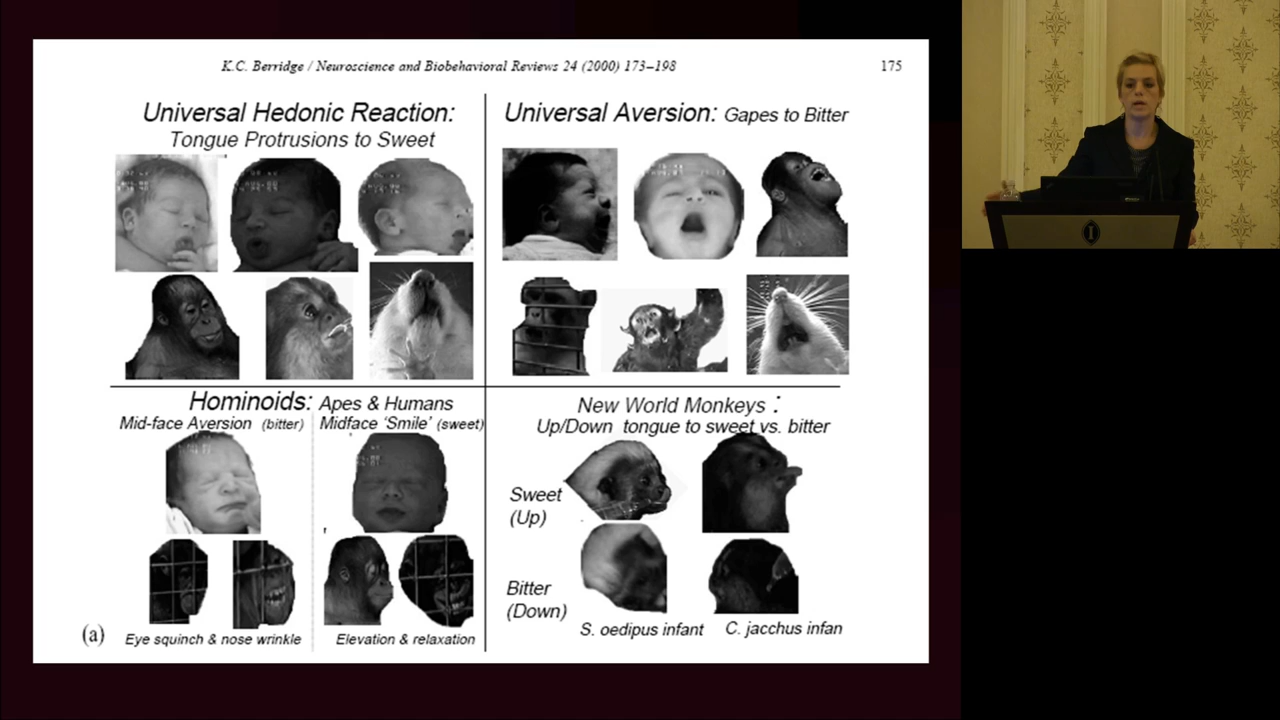 K.C. Berridge / Neuroscience and Biobehavioral Reviews 24 (2000) 173–198
175
Universal Hedonic Reaction:
Tongue Protrusions to Sweet
Universal Aversion: Gapes to Bitter
Hominoids: Apes & Humans
Mid-face Aversion (bitter)
Midface 'Smile' (sweet)
Eye squinch & nose wrinkle
Elevation & relaxation
(a)
New World Monkeys :
Up/Down tongue to sweet vs. bitter
Sweet
(Up)
Bitter
(Down)
S. oedipus infant
C. jacchus infan